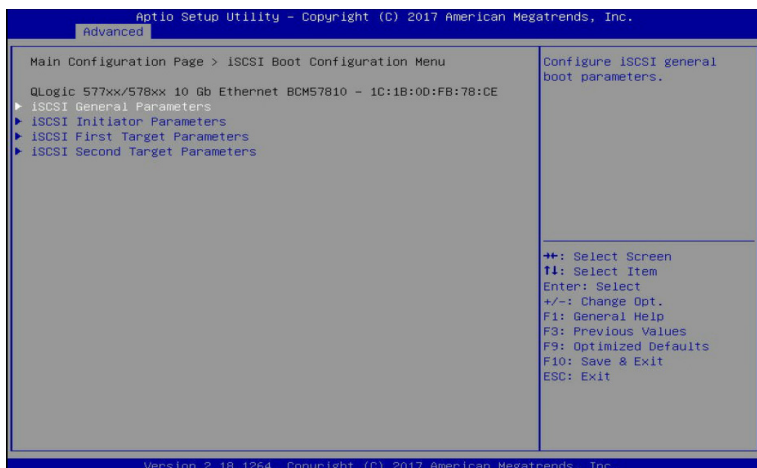 Aptio Setup Utility – Copyright (C) 2017 American Megatrends, Inc.
Advanced
Main Configuration Page > iSCSI Boot Configuration Menu
QLogic 577xx/578xx 10 Gb Ethernet BCM57810 - 1C:1B:0D:FB:78:CE
iSCSI General Parameters
iSCSI Initiator Parameters
iSCSI First Target Parameters
iSCSI Second Target Parameters
Configure iSCSI general
boot parameters.
→←: Select Screen
↑↓: Select Item
Enter: Select
+/-: Change Opt.
F1: General Help
F3: Previous Values
F9: Optimized Defaults
F10: Save & Exit
ESC: Exit
Version 2.18.1264. Copyright (C) 2017 American Megatrends, Inc.